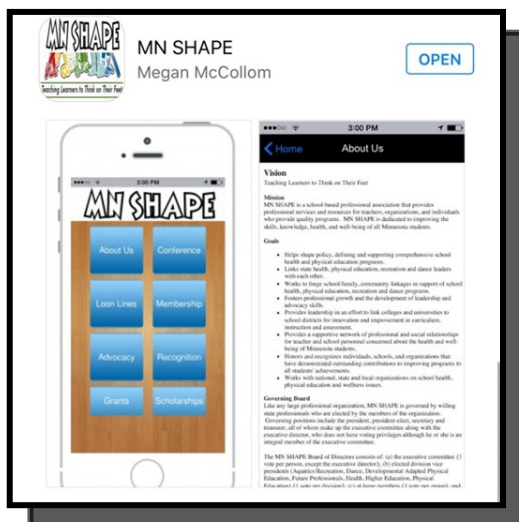 MN SHAPE
Teaching Learners to Think on Their Feet
MN SHAPE
Megan McCollom
OPEN
3:00 PM
MN SHAPE
About Us
Conference
Loon Lines
Membership
Advocacy
Recognition
Grants
Scholarships
3:00 PM
Home
About Us
Vision
Teaching Learners to Think on Their Feet
Mission
MN SHAPE is a school-based professional association that provides
professional services and resources for teachers, organizations, and individuals
who provide quality programs. MN SHAPE is dedicated to improving the
skills, knowledge, health, and well-being of all Minnesota students.
Goals
• Helps shape policy, defining and supporting comprehensive school
health and physical education programs.
• Links state health, physical education, recreation and dance leaders
with each other.
• Works to forge school/family, community linkages in support of school
health, physical education, recreation and dance programs.
• Fosters professional growth and the development of leadership and
advocacy skills.
• Provides leadership in an effort to link colleges and universities to
school districts for innovation and improvement in curriculum,
instruction and assessment.
• Provides a supportive network of professional and social relationships
for teacher and school personnel concerned about the health and well-
being of Minnesota students.
• Honors and recognizes individuals, schools, and organizations that
have demonstrated outstanding contributions to improving programs to
all students' achievements.
• Works with national, state and local organizations on school health,
physical education and wellness issues.
Governing Board
Like any large professional organization, MN SHAPE is governed by willing
state professionals who are elected by the members of the organization.
Governing positions include the president, president-elect, secretary and
treasurer, all of whom make up the executive committee along with the
executive director, who does not have voting privileges although he or she is an
integral member of the executive committee.
The MN SHAPE Board of Directors consists of: (a) the executive committee {1
vote per person, except the executive director}; (b) elected division vice
presidents (Aquatics/Recreation, Dance, Developmental Adapted Physical
Education, Future Professionals, Health, Higher Education, Physical
Education) {1 vote per division}; (c) at large members {1 vote per person}; and